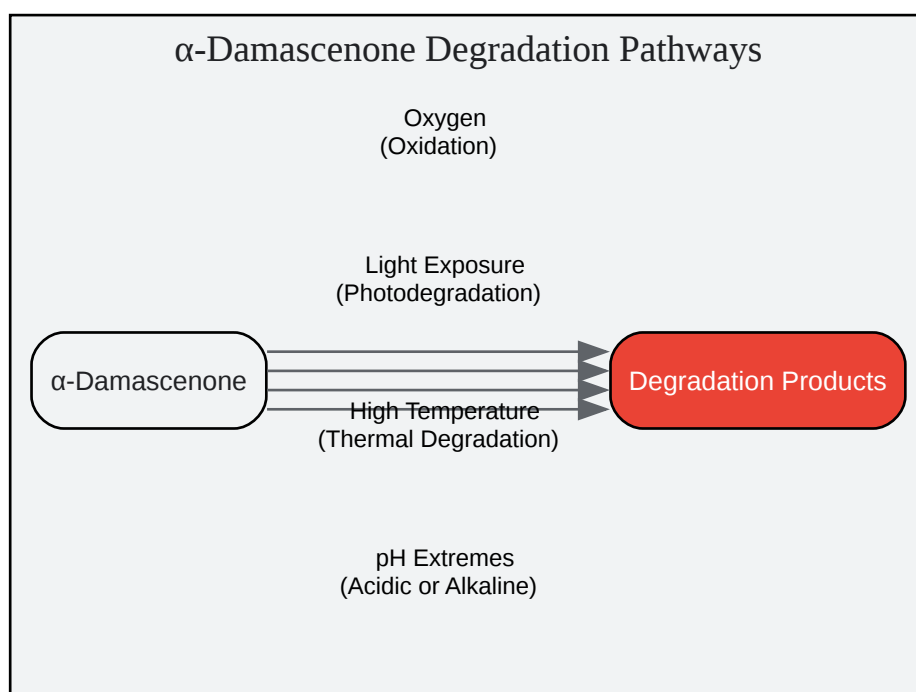 α-Damascenone Degradation Pathways
Oxygen
(Oxidation)
Light Exposure
(Photodegradation)
α-Damascenone
Degradation Products
High Temperature
(Thermal Degradation)
pH Extremes
(Acidic or Alkaline)